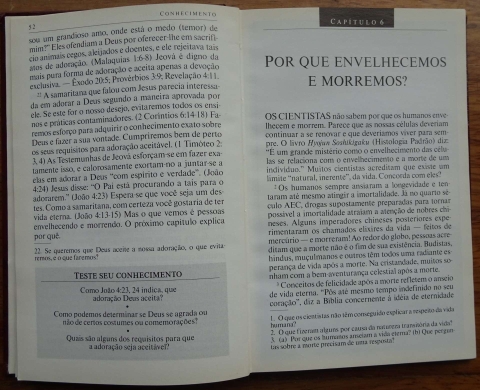 52
CONHECIMENTO
sou um grandioso amo, onde está o medo (temor) de
mim?” Eles ofendiam a Deus por oferecer-lhe em sacrifí-
cio animais cegos, aleijados e doentes, e ele rejeitava tais
atos de adoração. (Malaquias 1:6-8) Jeová é digno da
mais pura forma de adoração e aceita apenas a devoção
exclusiva. — Êxodo 20:5; Provérbios 3:9; Revelação 4:11.
A samaritana que falou com Jesus parecia interessa-
da em adorar a Deus segundo a maneira aprovada por
ele. Se este for o nosso desejo, evitaremos todos os ensi-
nos e práticas contaminadores. (2 Coríntios 6:14-18) Fa-
remos esforço para adquirir o conhecimento exato sobre
Deus e fazer a sua vontade. Cumpriremos bem de perto
os seus requisitos para adoração aceitável. (1 Timóteo 2:
3, 4) As Testemunhas de Jeová esforçam-se em fazer exa-
tamente isso, e calorosamente exortam-no a juntar-se a
elas em adorar a Deus “com espírito e verdade”. (João
4:24) Jesus disse: “O Pai está procurando a tais para o
adorarem.” (João 4:23) Espera-se que você seja um des-
tes. Como a samaritana, com certeza você gostaria de ter
vida eterna. (João 4:13-15) Mas o que vemos é pessoas
envelhecendo e morrendo. O próximo capítulo explica
por quê.
22. Se queremos que Deus aceite a nossa adoração, o que evita-
remos, e o que faremos?
TESTE SEU CONHECIMENTO
Como João 4:23, 24 indica, que
adoração Deus aceita?
Como podemos determinar se Deus se agrada ou
não de certos costumes ou comemorações?
Quais são alguns dos requisitos para que
a adoração seja aceitável?
CAPÍTULO 6
POR QUE ENVELHECEMOS
E MORREMOS?
OS CIENTISTAS não sabem por que os humanos enve-
lhecem e morrem. Parece que as nossas células deveriam
continuar a se renovar e que deveríamos viver para sem-
pre. O livro Hyojun Soshikigaku (Histologia Padrão) diz:
“É um grande mistério como o envelhecimento das célu-
las se relaciona com o envelhecimento e a morte de um
indivíduo.” Muitos cientistas acreditam que existe um
limite “natural, inerente”, da vida. Concorda com eles?
2 Os humanos sempre ansiaram a longevidade e ten-
taram até mesmo atingir a imortalidade. Já no quarto sé-
culo AEC, drogas supostamente preparadas para tornar
possível a imortalidade atraíam a atenção de nobres chi-
neses. Alguns imperadores chineses posteriores expe-
rimentaram os chamados elixires da vida — feitos de
mercúrio — e morreram! Ao redor do globo, pessoas acre-
ditam que a morte não é o fim de sua existência. Budistas,
hindus, muçulmanos e outros têm todos uma radiante es-
perança de vida após a morte. Na cristandade, muitos so-
nham com a bem-aventurança celestial após a morte.
3 Conceitos de felicidade após a morte refletem o anseio
de vida eterna. “Pôs até mesmo tempo indefinido no seu
coração”, diz a Bíblia concernente à idéia de eternidade
1. O que os cientistas não têm conseguido explicar a respeito da vida
humana?
2. O que fizeram alguns por causa da natureza transitória da vida?
3. (a) Por que os humanos anseiam a vida eterna? (b) Que pergun-
tas sobre a morte precisam de uma resposta?